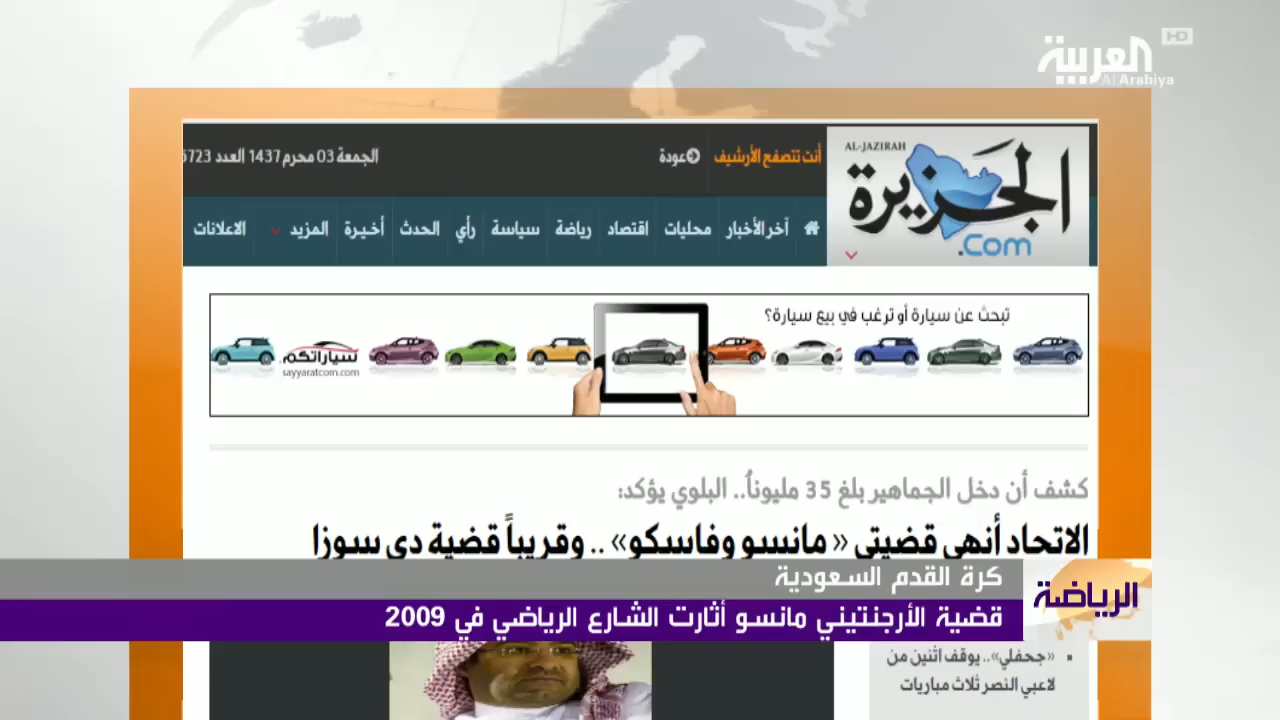 العربية HD
Al Arabiya
AL-JAZIRAH
الجزيرة
.Com
أنت تتصفح الأرشيف
عودة
الجمعة 03 محرم 1437 العدد 5723
آخر الأخبار محليات اقتصاد رياضة سياسة رأي الحدث أخيرة المزيد الاعلانات
تبحث عن سيارة أو ترغب في بيع سيارة؟
سياراتكم
sayyaratcom.com
كشف أن دخل الجماهير بلغ 35 مليوناً.. البلوي يؤكد:
الاتحاد أنهى قضيتي « مانسو وفاسكو» .. وقريباً قضية دي سوزا
الرياضة
كرة القدم السعودية
قضية الأرجنتيني مانسو أثارت الشارع الرياضي في 2009
«جحفلي».. يوقف اثنين من
لاعبي النصر ثلاث مباريات